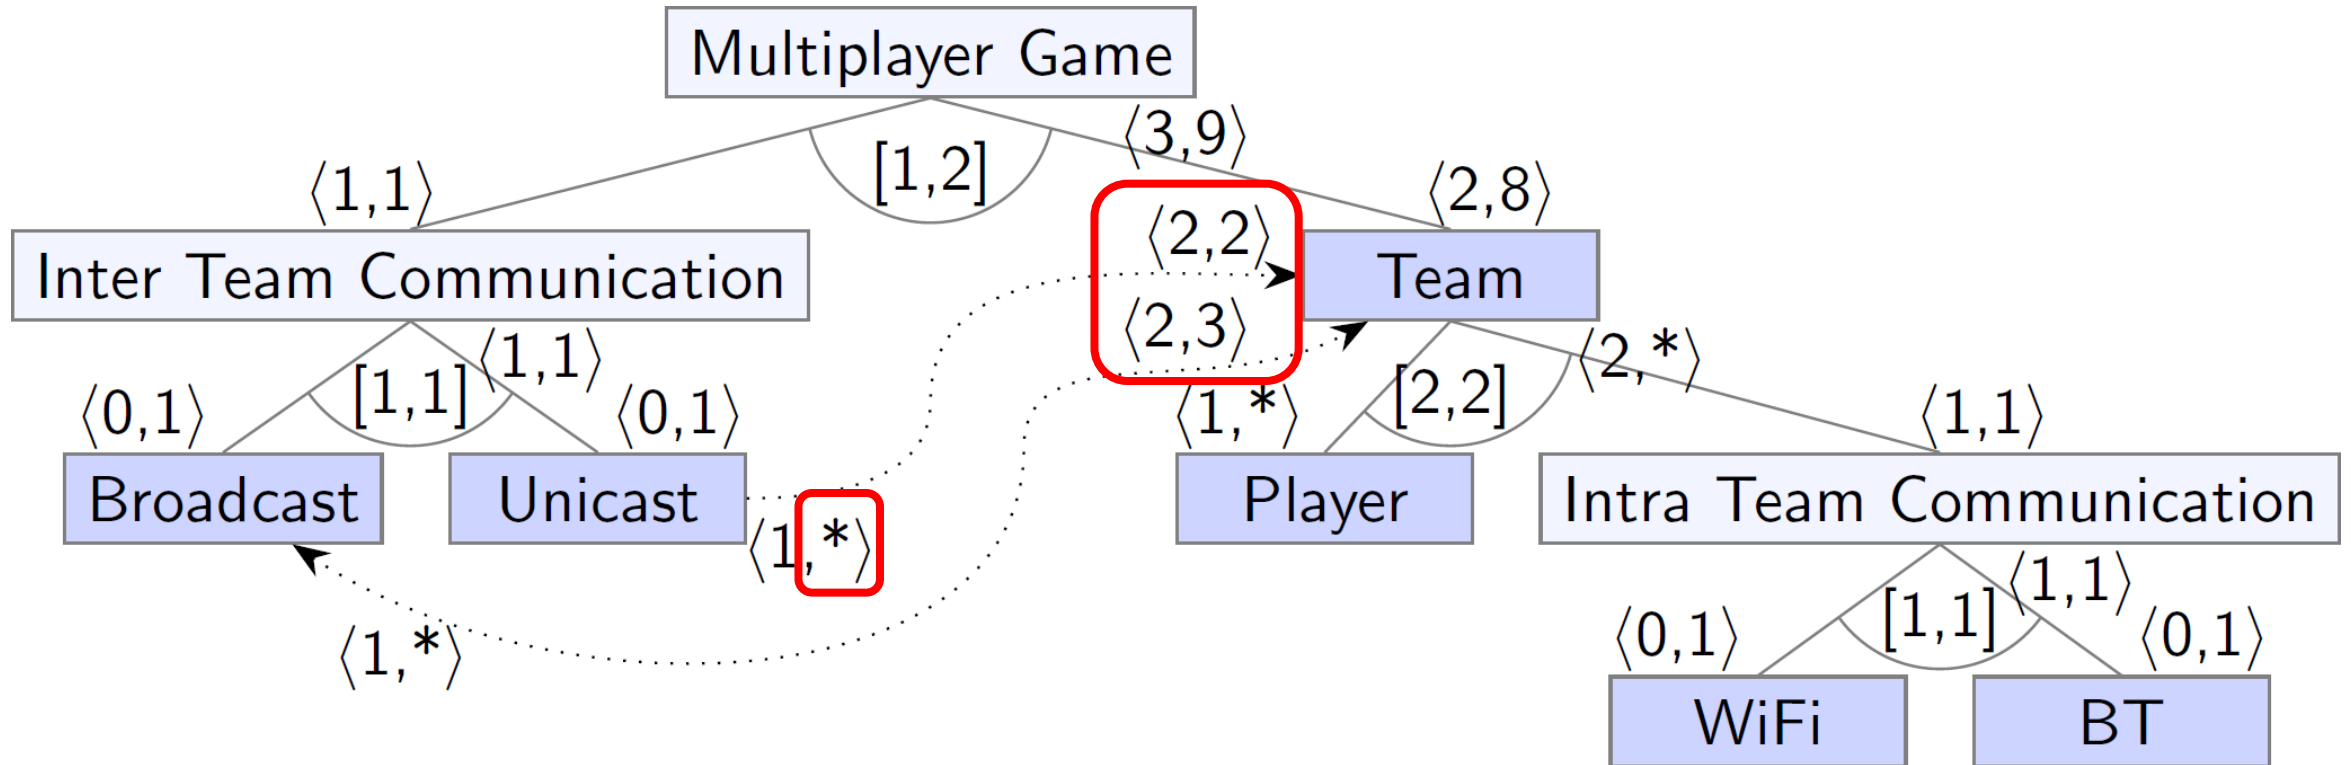 Multiplayer Game
⟨3,9⟩
[1,2]
⟨1,1⟩
⟨2,8⟩
⟨2,2⟩
Inter Team Communication
Team
⟨2,3⟩
⟨1,1⟩
⟨2,*⟩
⟨0,1⟩
[1,1]
⟨0,1⟩
⟨1,*⟩
[2,2]
⟨1,1⟩
Broadcast
Unicast
Player
Intra Team Communication
⟨1,*⟩
⟨1,1⟩
⟨1,*⟩
⟨0,1⟩
[1,1]
⟨0,1⟩
WiFi
BT